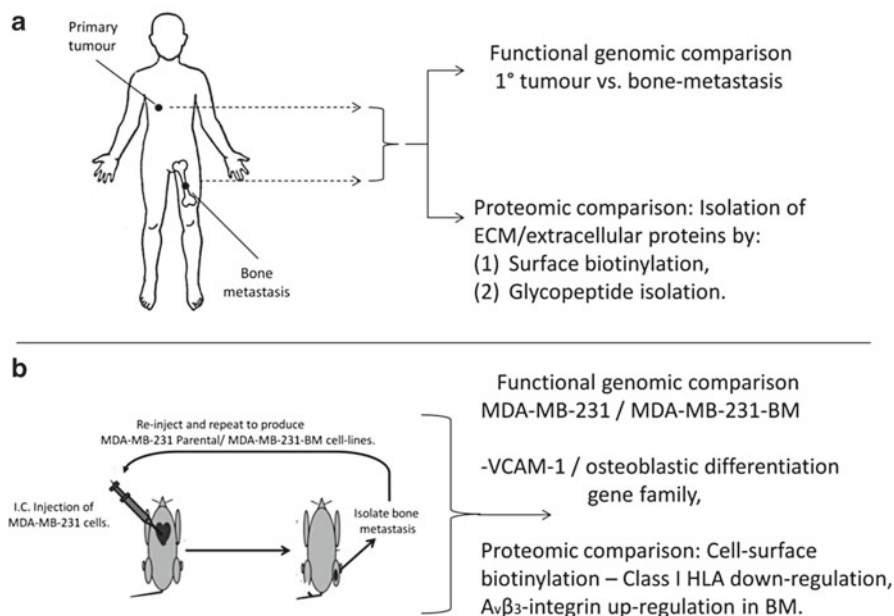 a
Primary
tumour
Bone
metastasis
Functional genomic comparison
1° tumour vs. bone-metastasis
Proteomic comparison: Isolation of
ECM/extracellular proteins by:
(1) Surface biotinylation,
(2) Glycopeptide isolation.
b
Re-inject and repeat to produce
MDA-MB-231 Parental/ MDA-MB-231-BM cell-lines.
I.C. Injection of
MDA-MB-231 cells.
Isolate bone
metastasis
Functional genomic comparison
MDA-MB-231 / MDA-MB-231-BM
-VCAM-1 / osteoblastic differentiation
gene family,
Proteomic comparison: Cell-surface
biotinylation – Class I HLA down-regulation,
Aᵥβ₃-integrin up-regulation in BM.